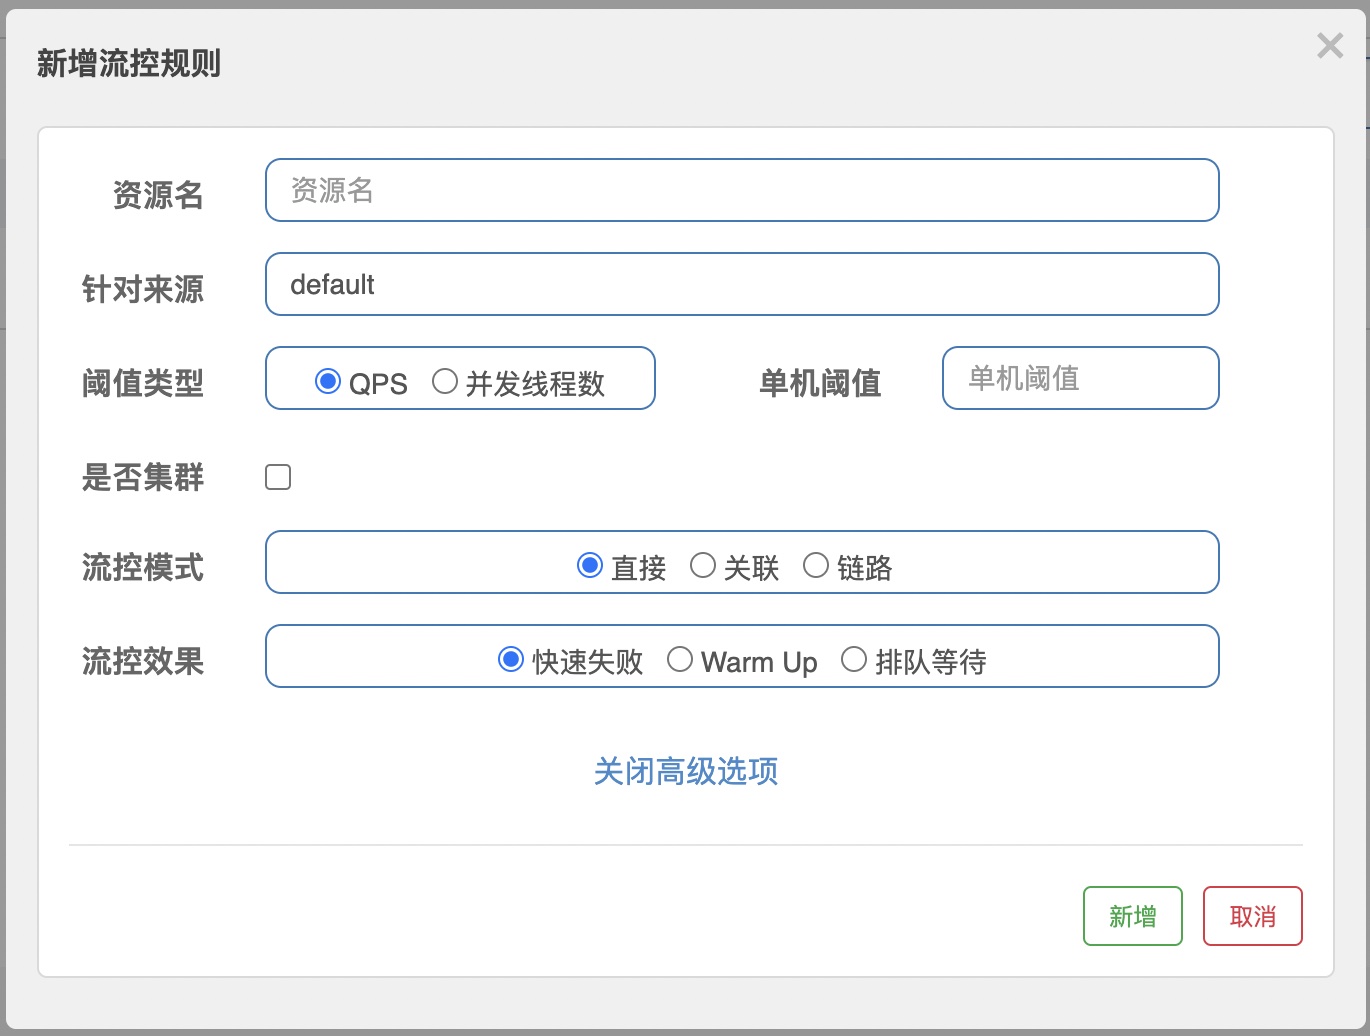 新增流控规则
×
资源名 资源名
针对来源 default
阈值类型 QPS 并发线程数 单机阈值 单机阈值
是否集群
流控模式 直接 关联 链路
流控效果 快速失败 Warm Up 排队等待
关闭高级选项
新增 取消